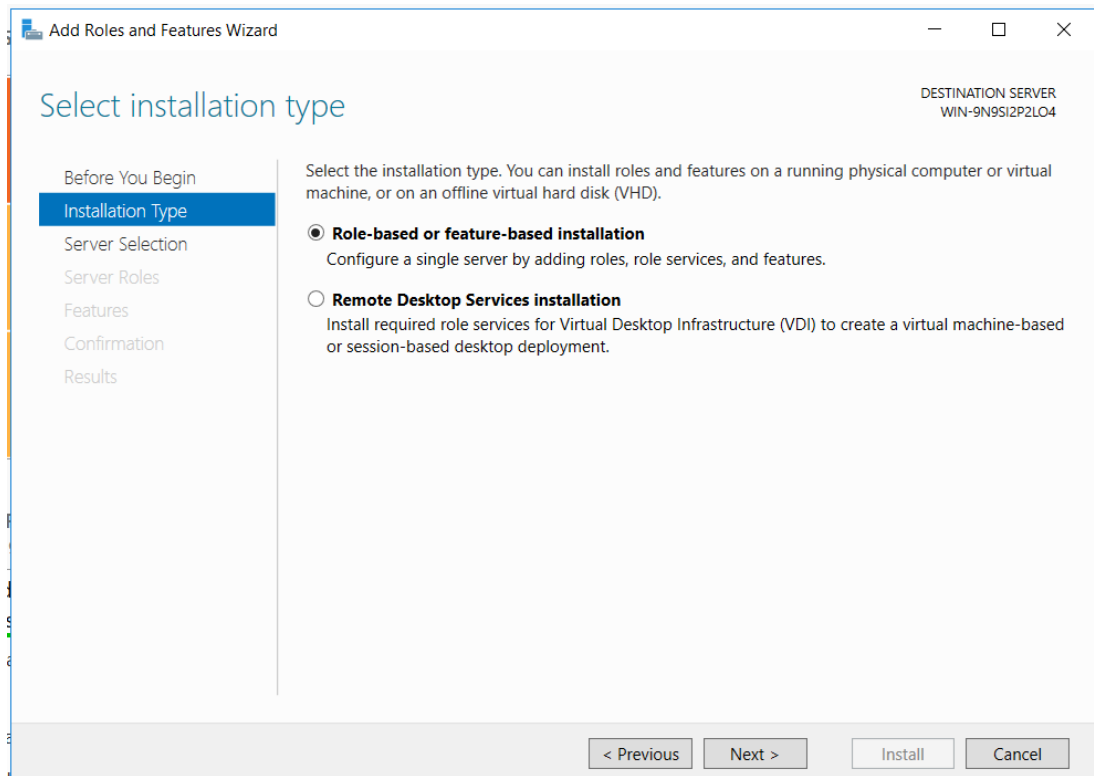 Add Roles and Features Wizard
Select installation type
DESTINATION SERVER
WIN-9N9SI2P2LO4
Before You Begin
Installation Type
Server Selection
Server Roles
Features
Confirmation
Results
Select the installation type. You can install roles and features on a running physical computer or virtual
machine, or on an offline virtual hard disk (VHD).
Role-based or feature-based installation
Configure a single server by adding roles, role services, and features.
Remote Desktop Services installation
Install required role services for Virtual Desktop Infrastructure (VDI) to create a virtual machine-based
or session-based desktop deployment.
< Previous
Next >
Install
Cancel